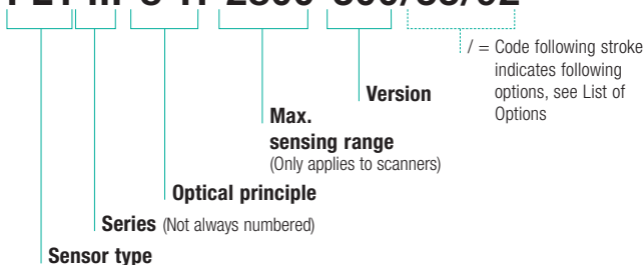 / = Code following stroke
indicates following
options, see List of
Options
Version
Max.
sensing range
(Only applies to scanners)
Optical principle
Series (Not always numbered)
Sensor type